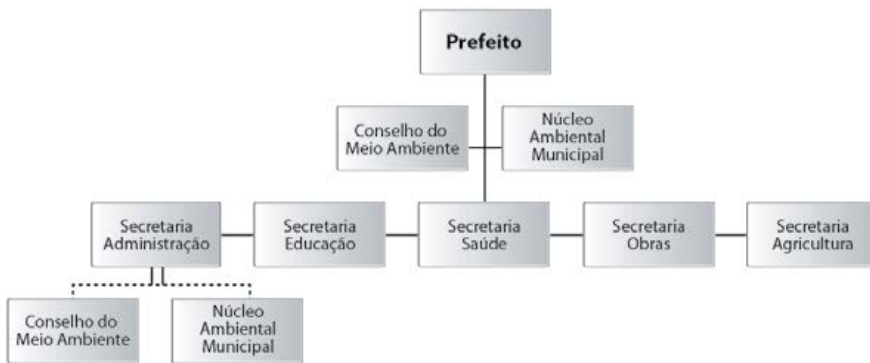 Prefeito
Conselho do
Meio Ambiente
Núcleo
Ambiental
Municipal
Secretaria
Administração
Secretaria
Educação
Secretaria
Saúde
Secretaria
Obras
Secretaria
Agricultura
Conselho do
Meio Ambiente
Núcleo
Ambiental
Municipal